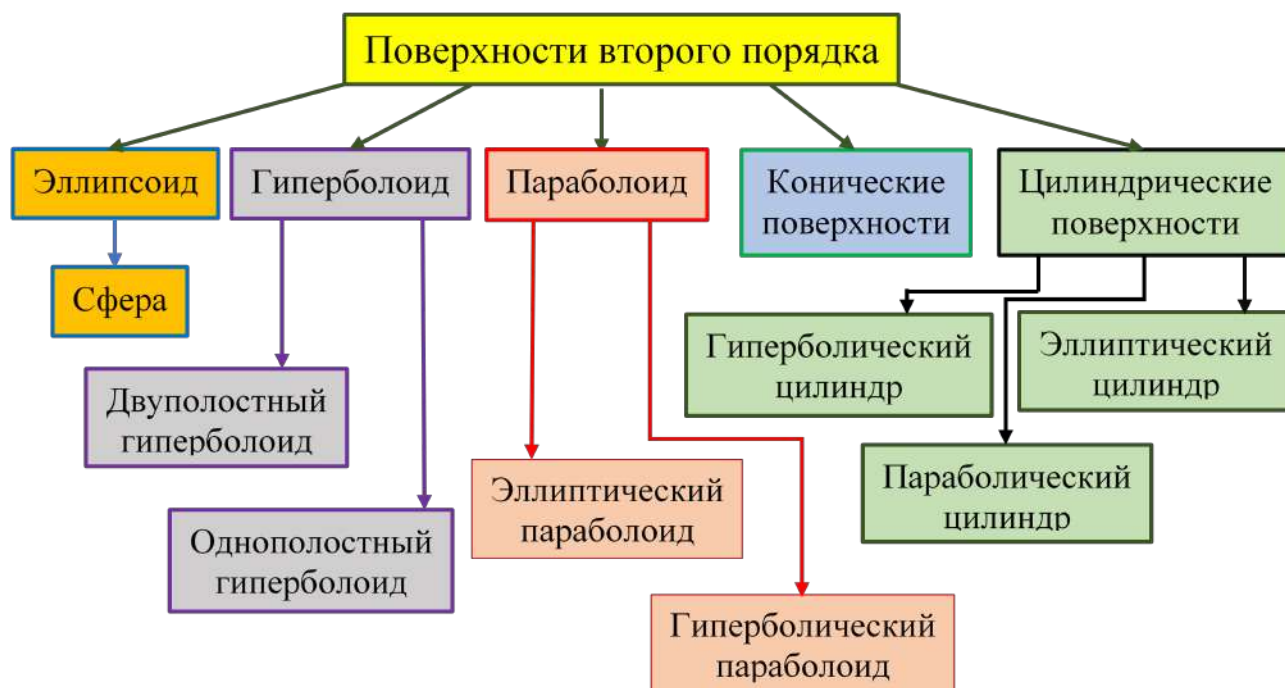 Поверхности второго порядка
Эллипсоид
Гиперболоид
Параболоид
Конические
поверхности
Цилиндрические
поверхности
Сфера
Гиперболический
цилиндр
Эллиптический
цилиндр
Двуполостный
гиперболоид
Параболический
цилиндр
Эллиптический
параболоид
Однополостный
гиперболоид
Гиперболический
параболоид